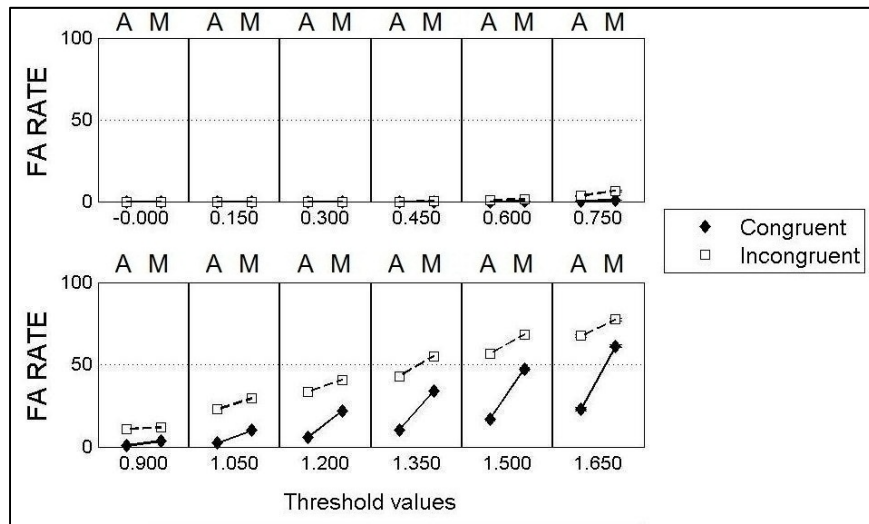 A M A M A M A M A M A M
100
50
0
FA RATE
-0.000 0.150 0.300 0.450 0.600 0.750
Congruent
Incongruent
A M A M A M A M A M A M
100
50
0
FA RATE
0.900 1.050 1.200 1.350 1.500 1.650
Threshold values